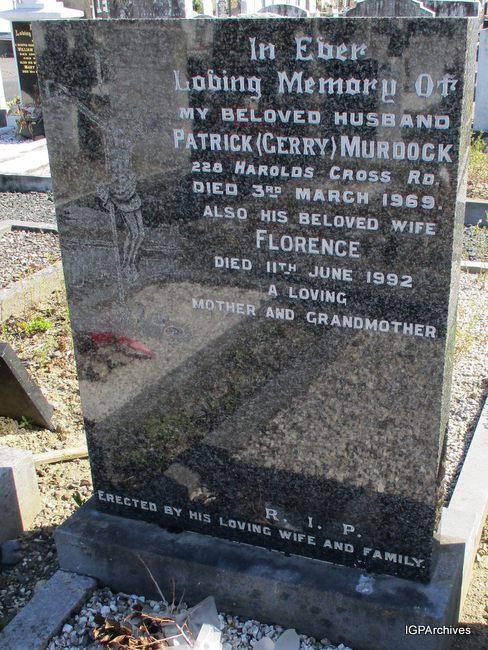 In Ever
Loving Memory Of
MY BELOVED HUSBAND
PATRICK (GERRY) MURDOCK
228 HAROLDS CROSS RD.
DIED 3RD MARCH 1969.
ALSO HIS BELOVED WIFE
FLORENCE
DIED 11TH JUNE 1992
A LOVING
MOTHER AND GRANDMOTHER
R. I. P.
ERECTED BY HIS LOVING WIFE AND FAMILY.
IGPArchives